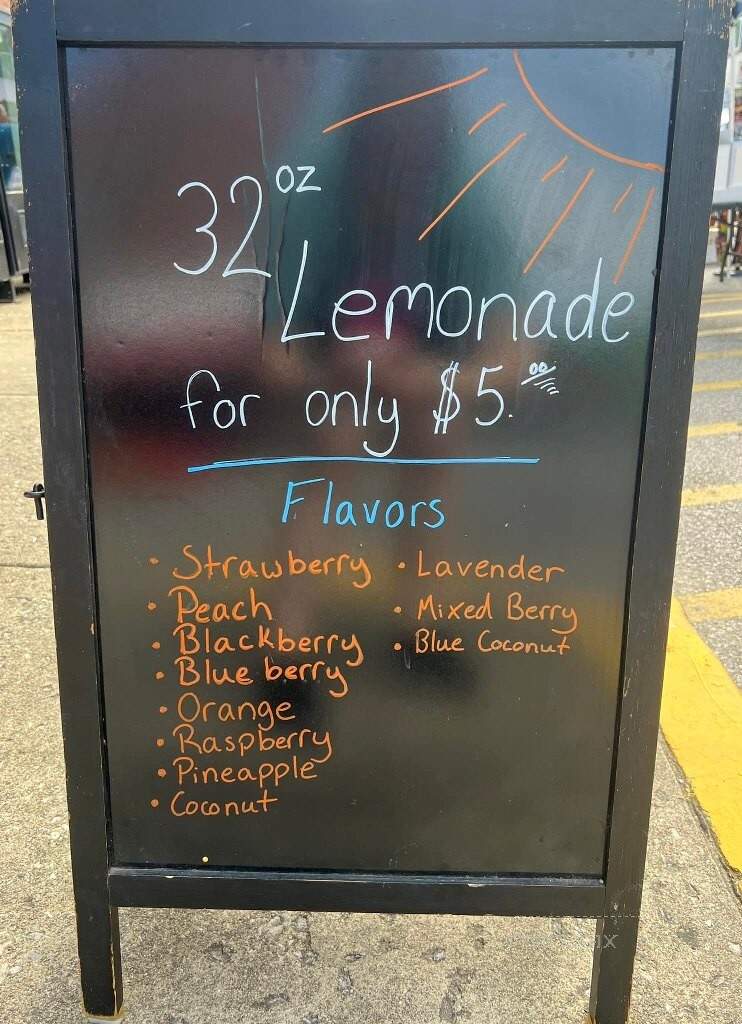 32 oz
Lemonade
for only $5.00
Flavors
• Strawberry
• Peach
• Blackberry
• Blue berry
• Orange
• Raspberry
• Pineapple
• Coconut
• Lavender
• Mixed Berry
• Blue Coconut